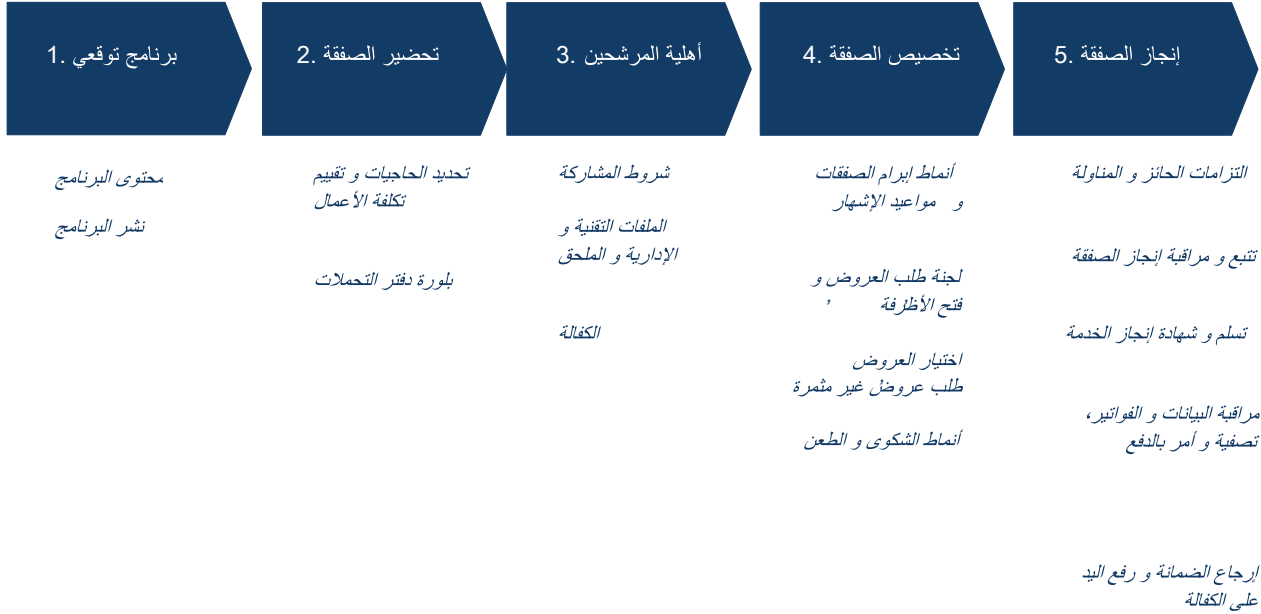 1. برنامج توقعي
2. تحضير الصفقة
3. أهلية المرشحين
4. تخصيص الصفقة
5. إنجاز الصفقة
محتوى البرنامج
نشر البرنامج
تحديد الحاجيات و تقييم
تكلفة الأعمال
بلورة دفتر التحملات
شروط المشاركة
الملفات التقنية و
الإدارية و الملحق
الكفالة
أنماط إبرام الصفقات
و مواعيد الإشهار
لجنة طلب العروض و
فتح الأظرفة
اختيار العروض
طلب عروض غير مثمرة
أنماط الشكوى و الطعن
التزامات الحائز و المناولة
تتبع و مراقبة إنجاز الصفقة
تسلم و شهادة إنجاز الخدمة
مراقبة البيانات و الفواتير،
تصفية و أمر بالدفع
إرجاع الضمانة و رفع اليد
على الكفالة